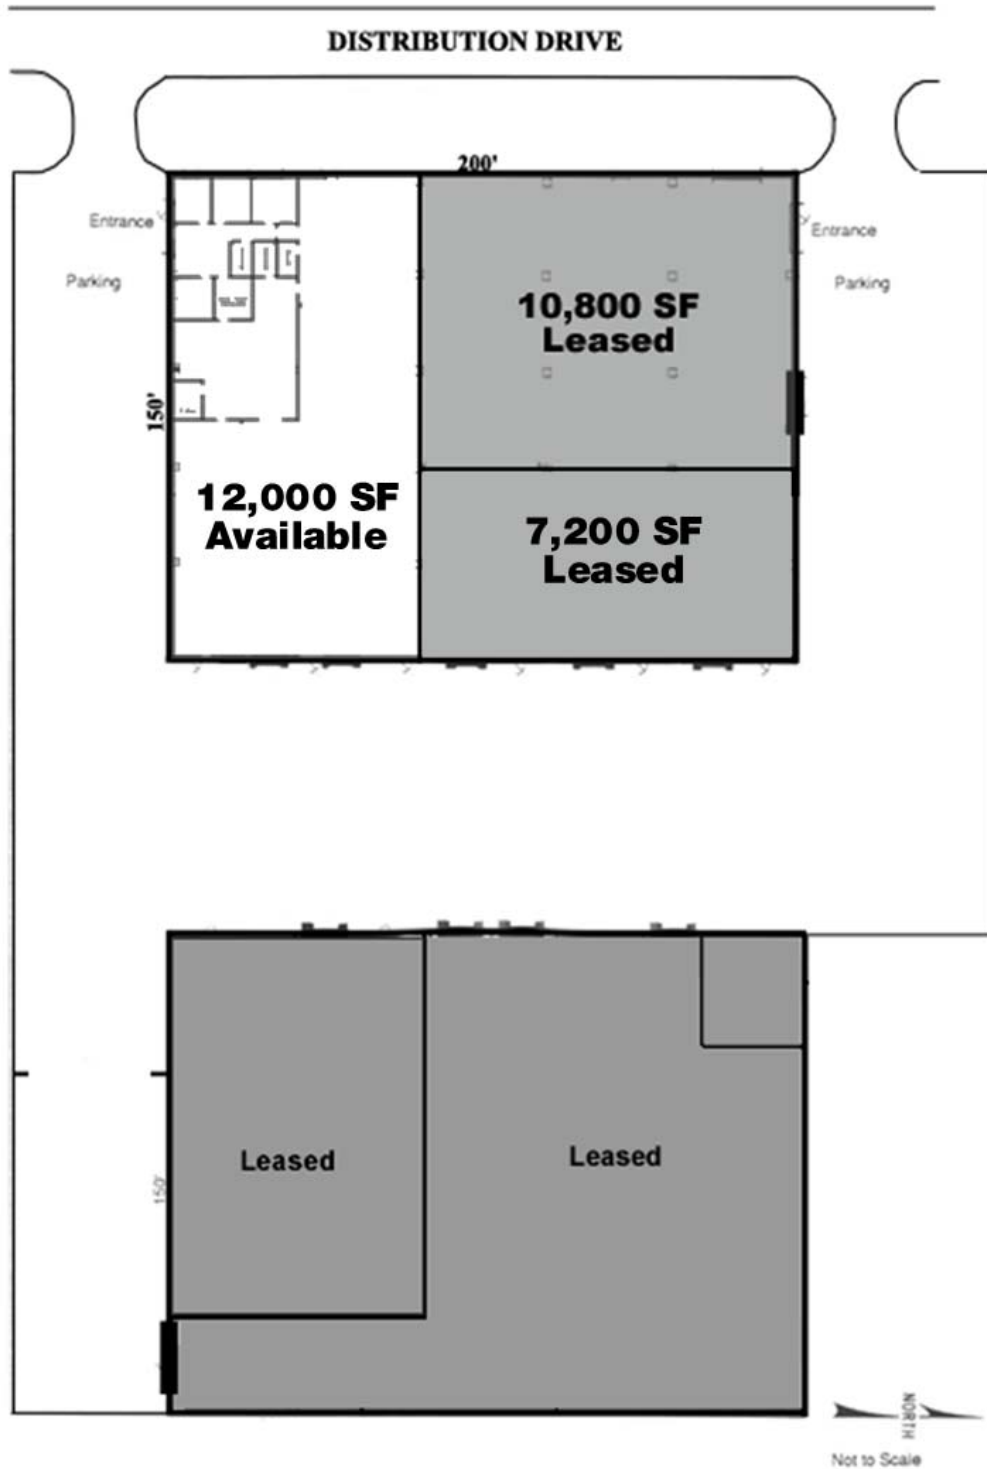 DISTRIBUTION DRIVE
200'
Entrance
Entrance
Parking
Parking
10,800 SF
Leased
150'
12,000 SF
Available
7,200 SF
Leased
Leased
Leased
150'
NORTH
Not to Scale